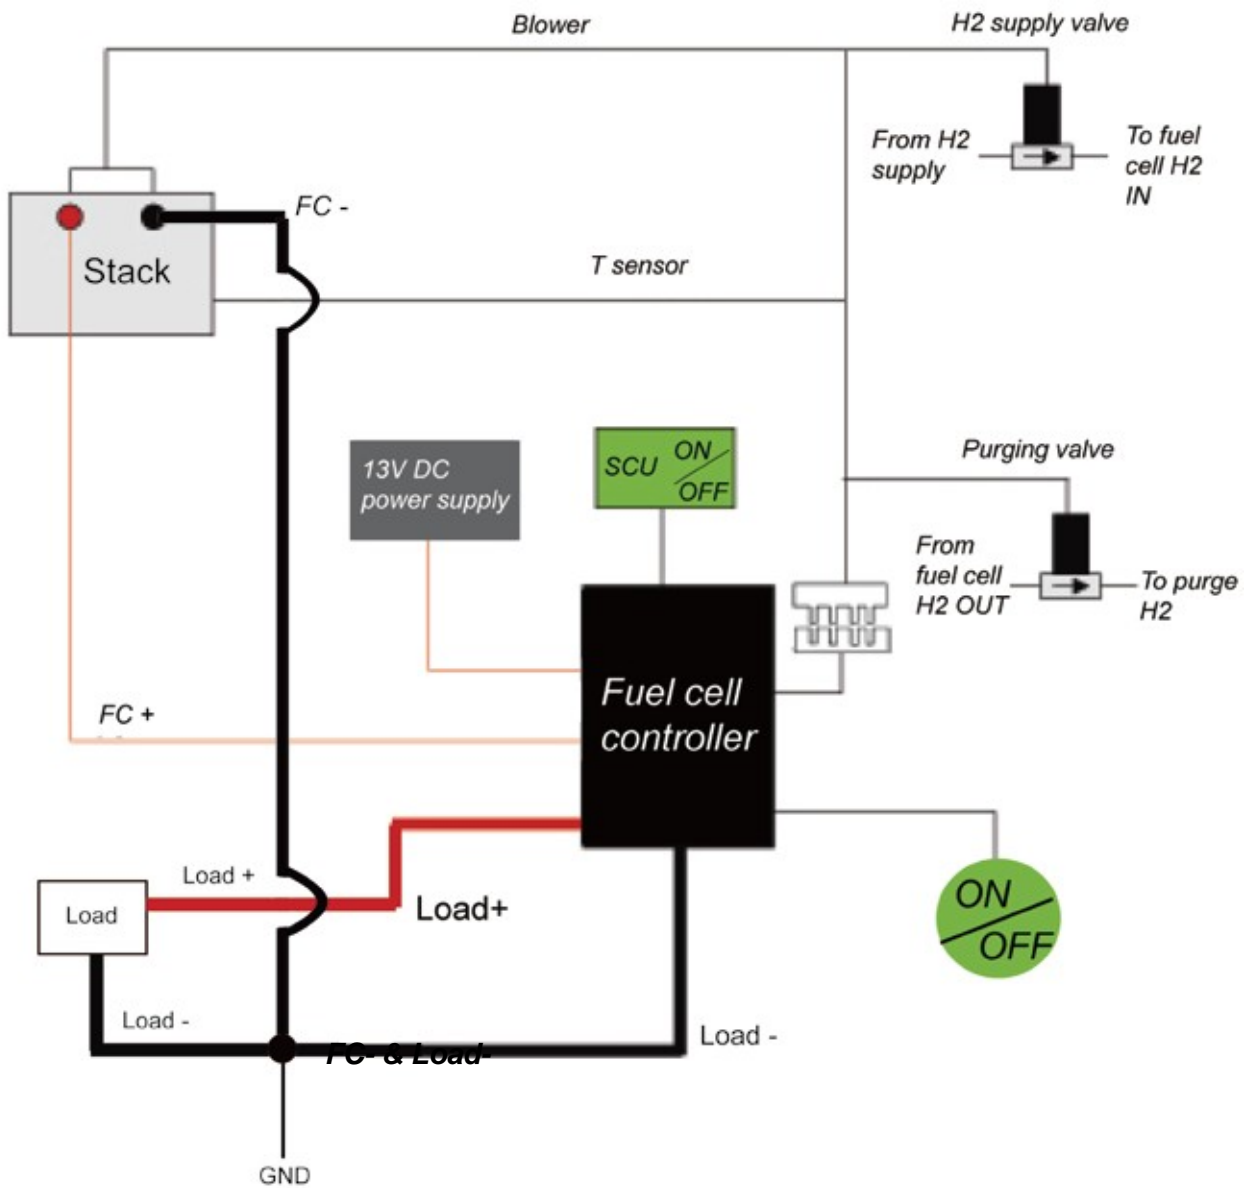 Blower
H2 supply valve
From H2
supply
To fuel
cell H2
IN
FC -
Stack
T sensor
13V DC
power supply
SCU ON
OFF
Purging valve
From
fuel cell
H2 OUT
To purge
H2
Fuel cell
controller
FC +
Load +
Load
Load+
ON
OFF
Load -
FC- & Load-
Load -
GND